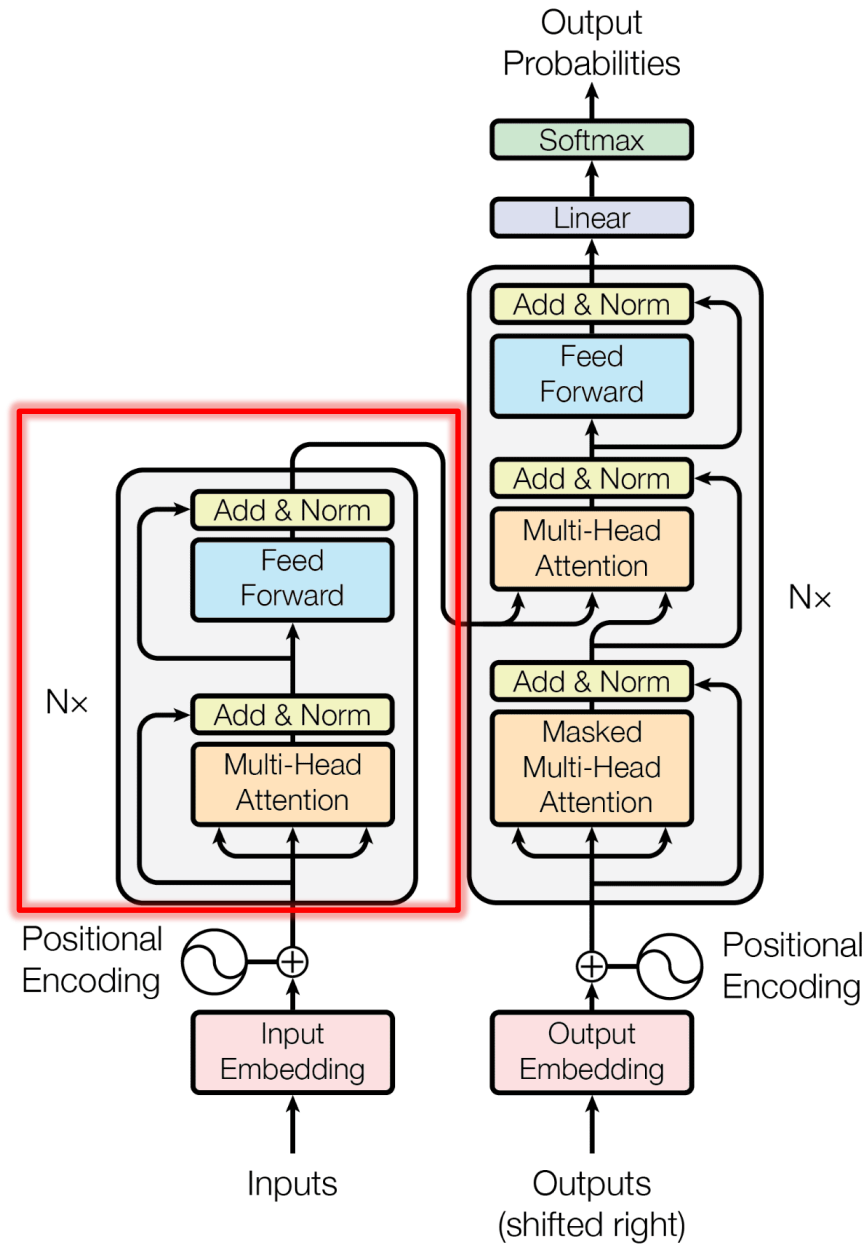 Output
Probabilities
Softmax
Linear
Add & Norm
Feed
Forward
Add & Norm
Multi-Head
Attention
Nx
Add & Norm
Masked
Multi-Head
Attention
Add & Norm
Feed
Forward
Nx
Add & Norm
Multi-Head
Attention
Positional
Encoding
Positional
Encoding
Input
Embedding
Output
Embedding
Inputs
Outputs
(shifted right)